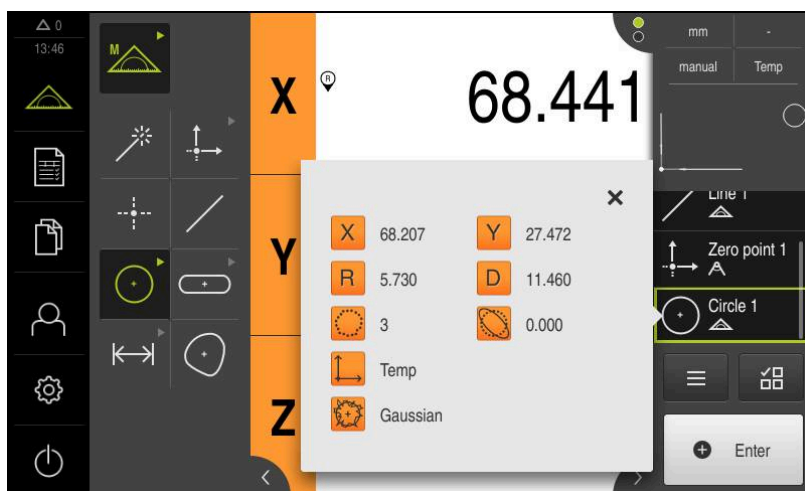 0
13:46
M
X
R
68.441
mm
-
manual
Temp
X
68.207
Y
27.472
R
5.730
D
11.460
3
0.000
Temp
Gaussian
Y
Z
Line 1
Zero point 1
Circle 1
Enter